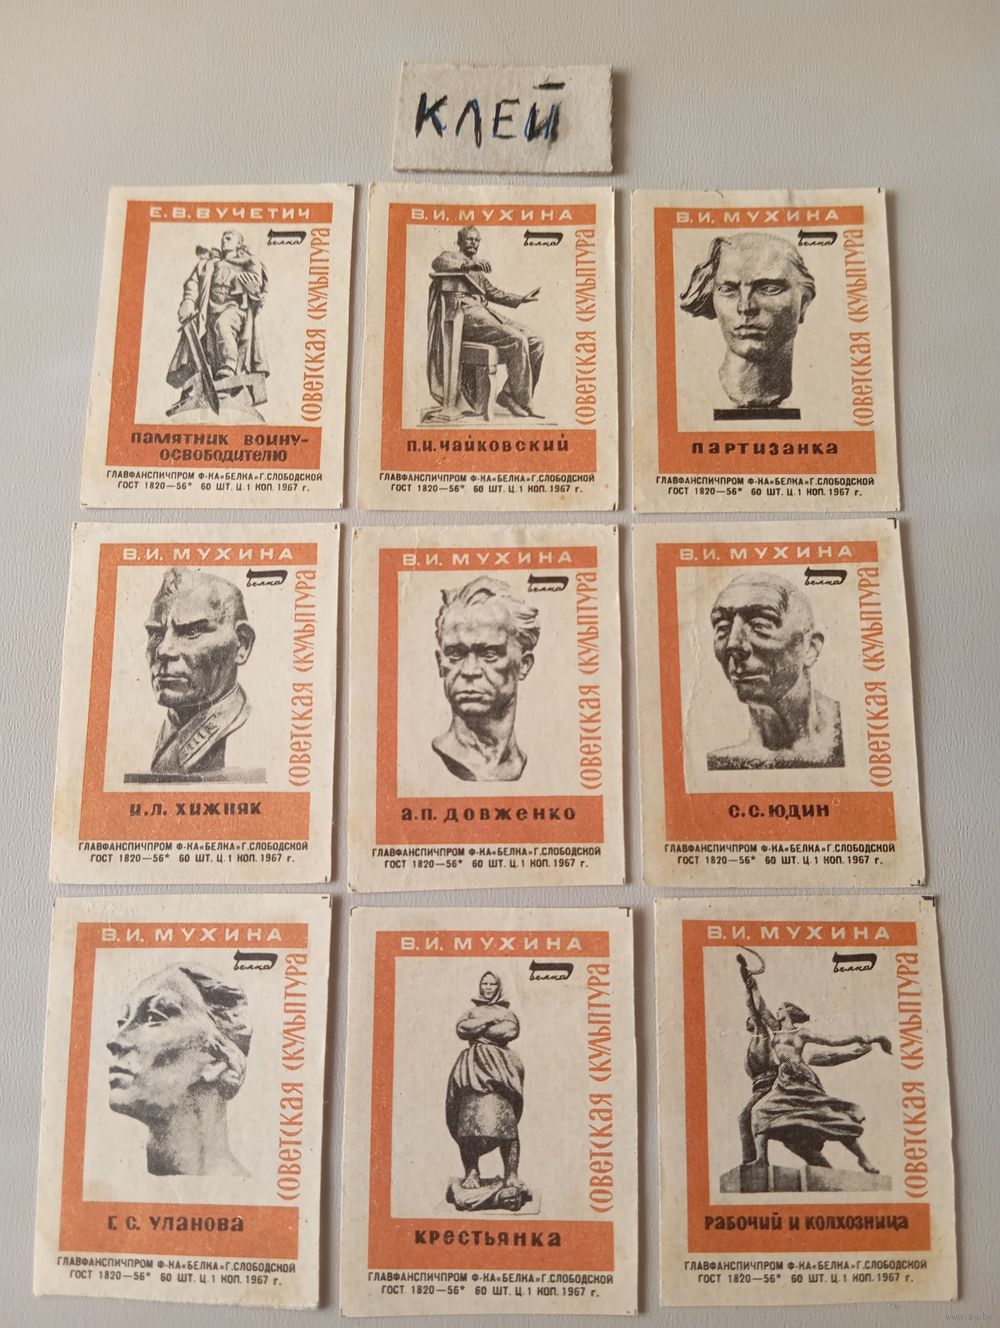 КЛЕЙ
Е.В.ВУЧЕТИЧ
белка
СОВЕТСКАЯ СКУЛЬПТУРА
ПАМЯТНИК ВОИНУ-
ОСВОБОДИТЕЛЮ
ГЛАВФАНСПИЧПРОМ Ф-КА«БЕЛКА»Г.СЛОБОДСКОЙ
ГОСТ 1820—56* 60 ШТ. Ц.1 КОП. 1967 г.
В.И. МУХИНА
белка
СОВЕТСКАЯ СКУЛЬПТУРА
П.И.ЧАЙКОВСКИЙ
ГЛАВФАНСПИЧПРОМ Ф-КА«БЕЛКА»Г.СЛОБОДСКОЙ
ГОСТ 1820—56* 60 ШТ. Ц.1 КОП. 1967 г.
В.И. МУХИНА
белка
СОВЕТСКАЯ СКУЛЬПТУРА
ПАРТИЗАНКА
ГЛАВФАНСПИЧПРОМ Ф-КА«БЕЛКА»Г.СЛОБОДСКОЙ
ГОСТ 1820—56* 60 ШТ. Ц.1 КОП. 1967 г.
В.И. МУХИНА
белка
СОВЕТСКАЯ СКУЛЬПТУРА
И.Л. ХИЖНЯК
ГЛАВФАНСПИЧПРОМ Ф-КА«БЕЛКА»Г.СЛОБОДСКОЙ
ГОСТ 1820—56* 60 ШТ. Ц.1 КОП. 1967 г.
В.И. МУХИНА
белка
СОВЕТСКАЯ СКУЛЬПТУРА
А.П. ДОВЖЕНКО
ГЛАВФАНСПИЧПРОМ Ф-КА«БЕЛКА»Г.СЛОБОДСКОЙ
ГОСТ 1820—56* 60 ШТ. Ц.1 КОП. 1967 г.
В.И. МУХИНА
белка
СОВЕТСКАЯ СКУЛЬПТУРА
С.С. ЮДИН
ГЛАВФАНСПИЧПРОМ Ф-КА«БЕЛКА»Г.СЛОБОДСКОЙ
ГОСТ 1820—56* 60 ШТ. Ц.1 КОП. 1967 г.
В.И. МУХИНА
белка
СОВЕТСКАЯ СКУЛЬПТУРА
Г. С. УЛАНОВА
ГЛАВФАНСПИЧПРОМ Ф-КА«БЕЛКА»Г.СЛОБОДСКОЙ
ГОСТ 1820—56* 60 ШТ. Ц.1 КОП. 1967 г.
В.И. МУХИНА
белка
СОВЕТСКАЯ СКУЛЬПТУРА
КРЕСТЬЯНКА
ГЛАВФАНСПИЧПРОМ Ф-КА«БЕЛКА»Г.СЛОБОДСКОЙ
ГОСТ 1820—56* 60 ШТ. Ц.1 КОП. 1967 г.
В.И. МУХИНА
белка
СОВЕТСКАЯ СКУЛЬПТУРА
РАБОЧИЙ И КОЛХОЗНИЦА
ГЛАВФАНСПИЧПРОМ Ф-КА«БЕЛКА»Г.СЛОБОДСКОЙ
ГОСТ 1820—56* 60 ШТ. Ц.1 КОП. 1967 г.
www.ay.by